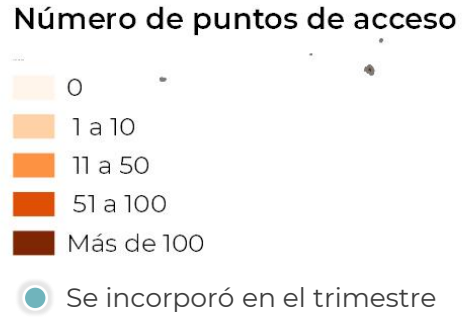 Número de puntos de acceso
0
1 a 10
11 a 50
51 a 100
Más de 100
Se incorporó en el trimestre